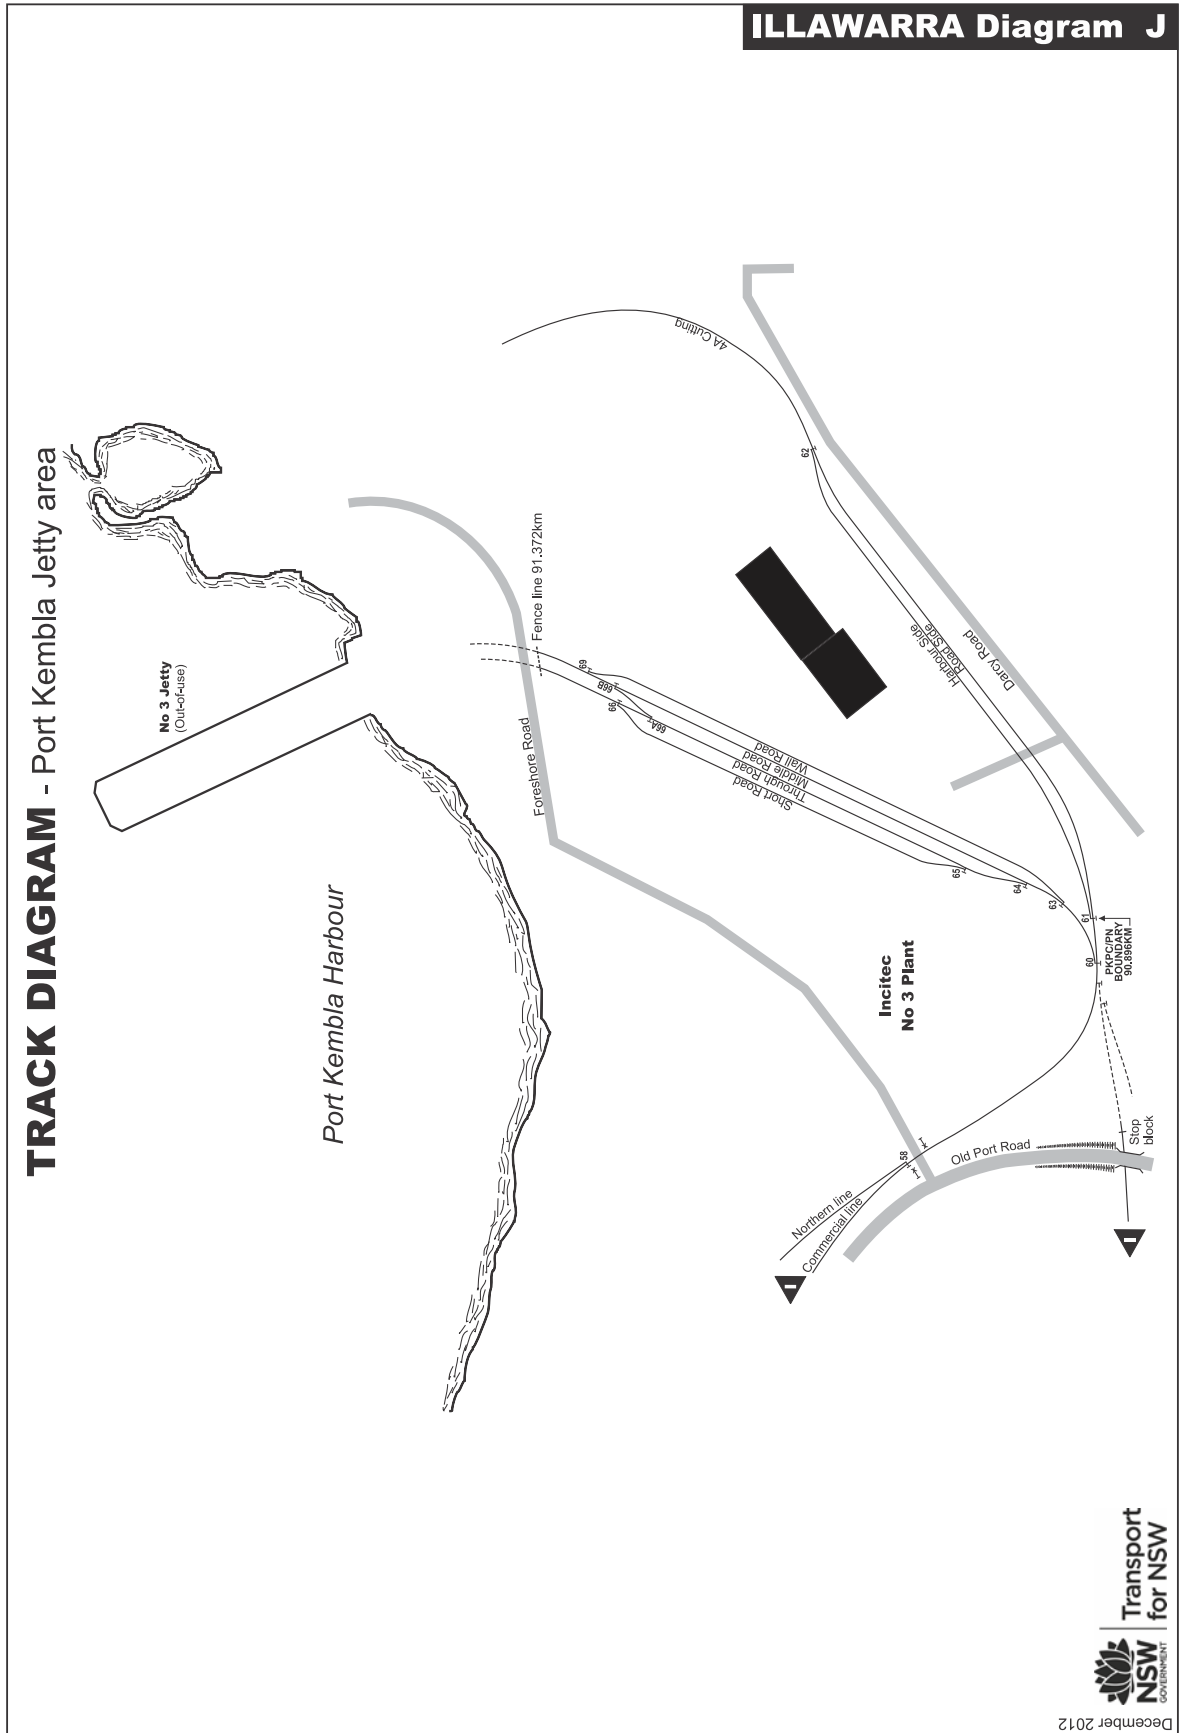 ILLAWARRA Diagram J
TRACK DIAGRAM - Port Kembla Jetty area
No 3 Jetty
(Out-of-use)
Port Kembla Harbour
Foreshore Road
Fence line 91.372km
4A Cutting
62
69
66B
66
66A
Harbour Side
Road Side
Darcy Road
Wall Road
Middle Road
Through Road
Short Road
65
64
63
61
60
PKPC/PN
BOUNDARY
90.896KM
Incitec
No 3 Plant
58
Old Port Road
Stop
block
Northern line
Commercial line
I
I
NSW
GOVERNMENT
Transport
for NSW
December 2012